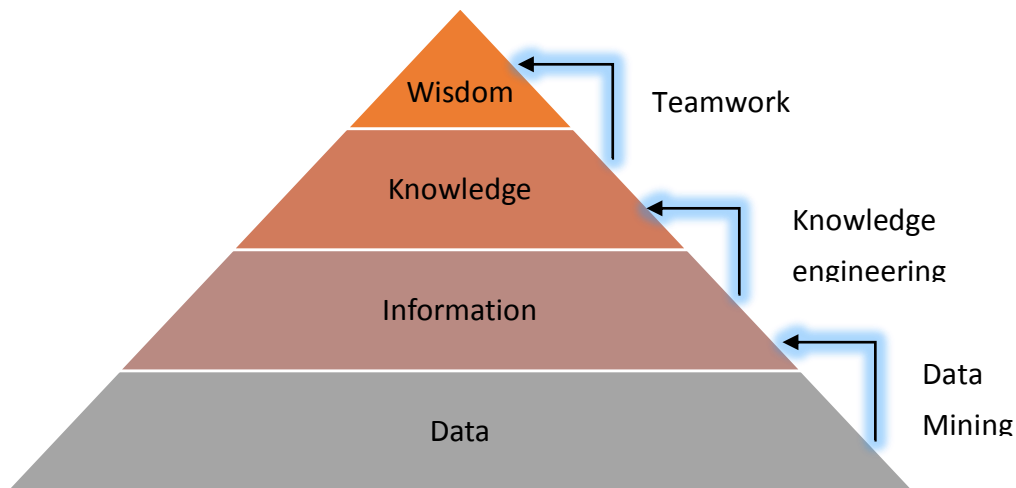 Wisdom
Teamwork
Knowledge
Knowledge
engineering
Information
Data
Mining
Data